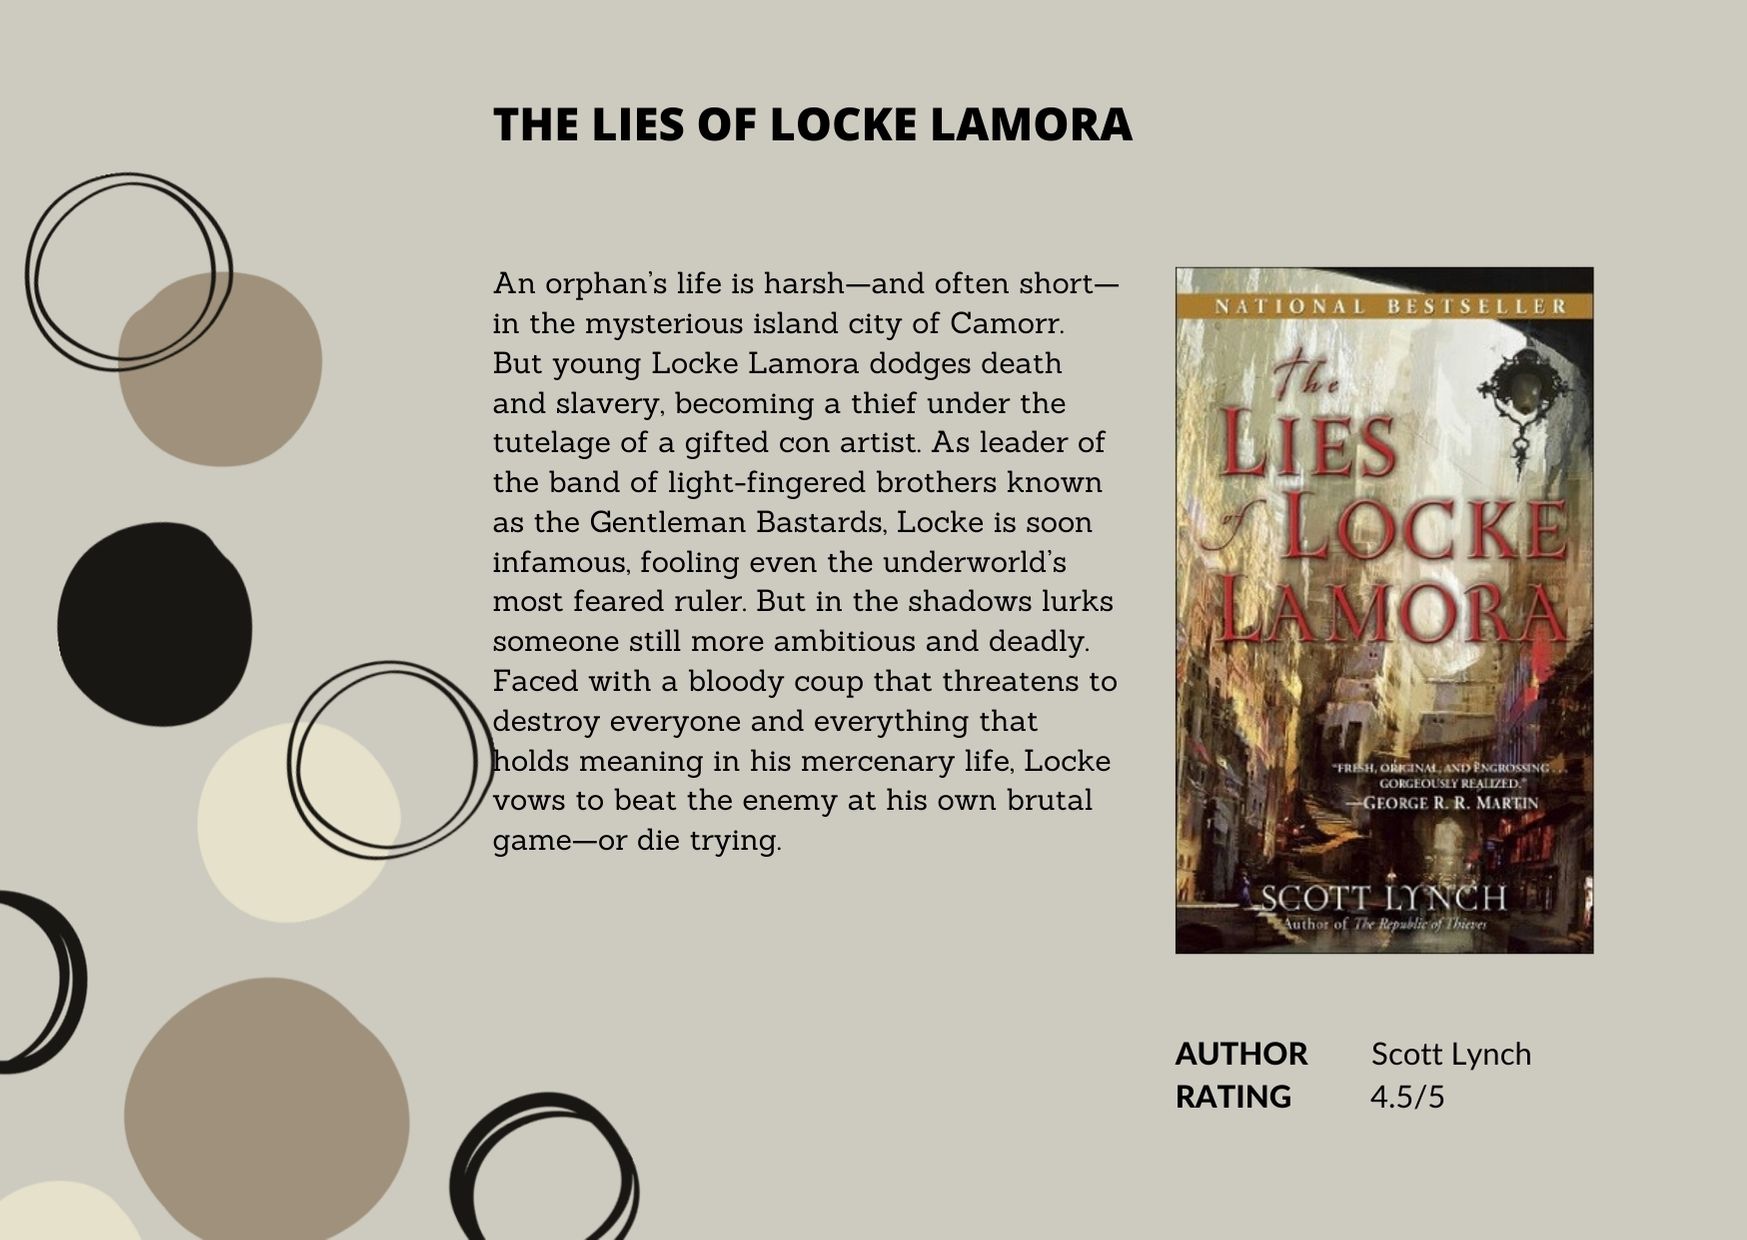 THE LIES OF LOCKE LAMORA
An orphan’s life is harsh—and often short—
in the mysterious island city of Camorr.
But young Locke Lamora dodges death
and slavery, becoming a thief under the
tutelage of a gifted con artist. As leader of
the band of light-fingered brothers known
as the Gentleman Bastards, Locke is soon
infamous, fooling even the underworld’s
most feared ruler. But in the shadows lurks
someone still more ambitious and deadly.
Faced with a bloody coup that threatens to
destroy everyone and everything that
holds meaning in his mercenary life, Locke
vows to beat the enemy at his own brutal
game—or die trying.
NATIONAL BESTSELLER
The
LIES
of LOCKE
LAMORA
“FRESH, ORIGINAL, AND ENGROSSING . . .
GORGEOUSLY REALIZED.”
—GEORGE R. R. MARTIN
SCOTT LYNCH
Author of The Republic of Thieves
AUTHOR Scott Lynch
RATING 4.5/5